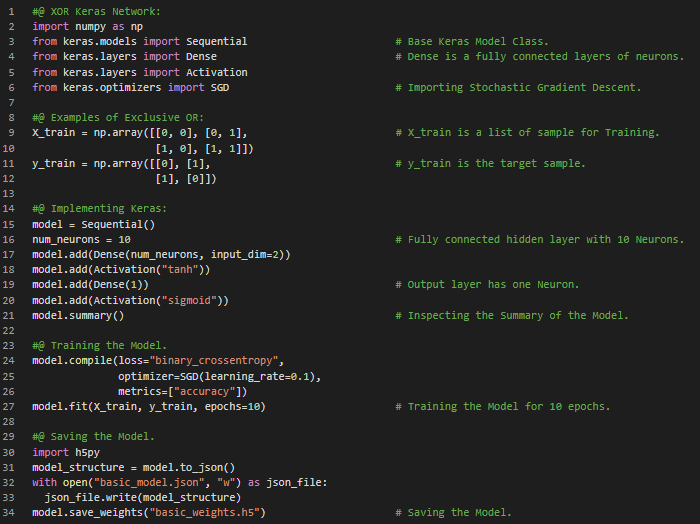 1 #@ XOR Keras Network:
2 import numpy as np
3 from keras.models import Sequential # Base Keras Model Class.
4 from keras.layers import Dense # Dense is a fully connected layers of neurons.
5 from keras.layers import Activation
6 from keras.optimizers import SGD # Importing Stochastic Gradient Descent.
7
8 #@ Examples of Exclusive OR:
9 X_train = np.array([[0, 0], [0, 1], # X_train is a list of sample for Training.
10 [1, 0], [1, 1]])
11 y_train = np.array([[0], [1], # y_train is the target sample.
12 [1], [0]])
13
14 #@ Implementing Keras:
15 model = Sequential()
16 num_neurons = 10 # Fully connected hidden layer with 10 Neurons.
17 model.add(Dense(num_neurons, input_dim=2))
18 model.add(Activation("tanh"))
19 model.add(Dense(1)) # Output layer has one Neuron.
20 model.add(Activation("sigmoid"))
21 model.summary() # Inspecting the Summary of the Model.
22
23 #@ Training the Model.
24 model.compile(loss="binary_crossentropy",
25 optimizer=SGD(learning_rate=0.1),
26 metrics=["accuracy"])
27 model.fit(X_train, y_train, epochs=10) # Training the Model for 10 epochs.
28
29 #@ Saving the Model.
30 import h5py
31 model_structure = model.to_json()
32 with open("basic_model.json", "w") as json_file:
33 json_file.write(model_structure)
34 model.save_weights("basic_weights.h5") # Saving the Model.